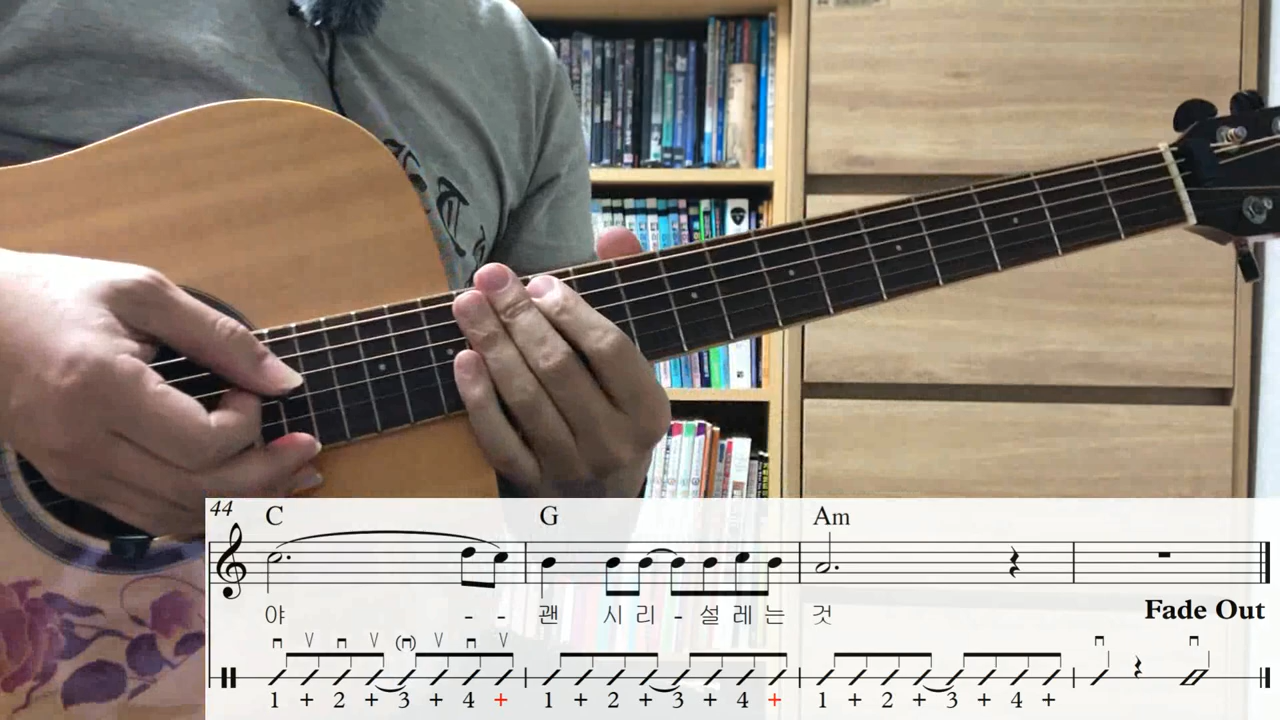 44 C G Am
야 - - 괜 시 리 - 설 레 는 것
Fade Out
1 + 2 + 3 + 4 + 1 + 2 + 3 + 4 + 1 + 2 + 3 + 4 +